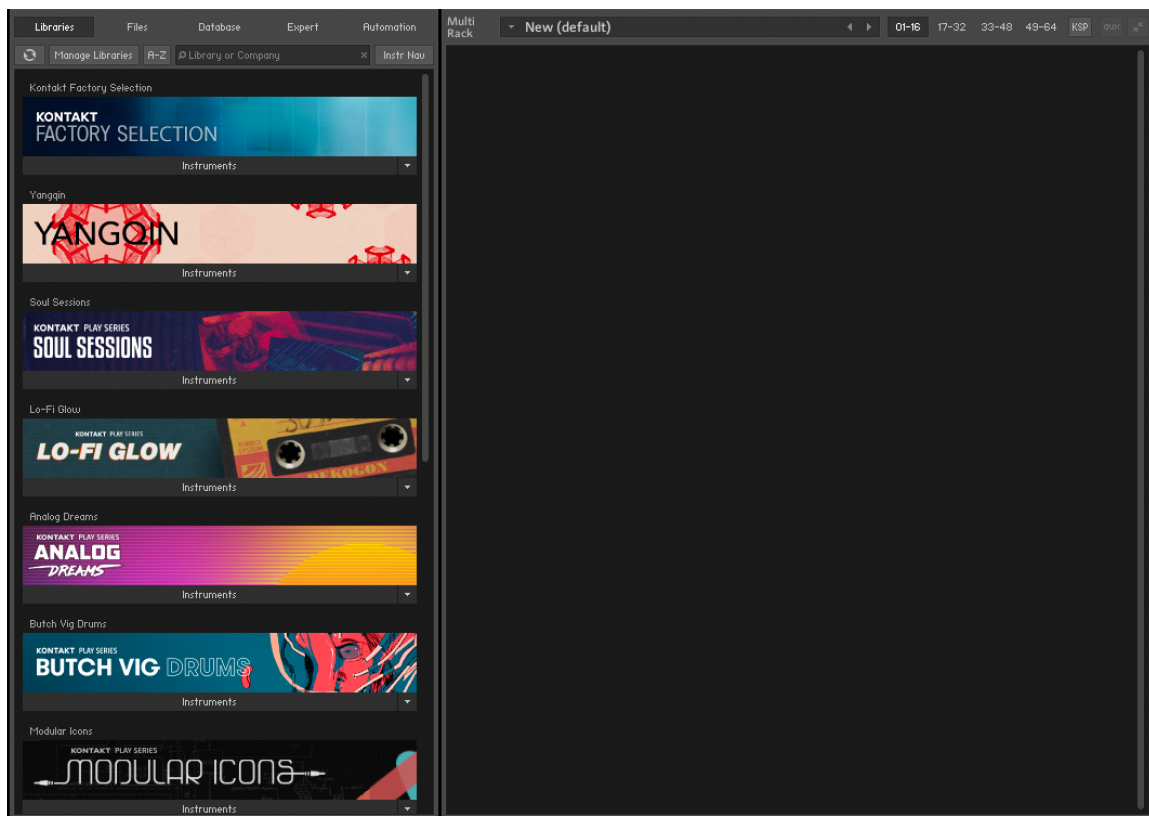 Libraries Files Database Expert Automation
Manage Libraries A-Z Library or Company × Instr Nav
Kontakt Factory Selection
KONTAKT
FACTORY SELECTION
Instruments
Yangqin
YANGQIN
Instruments
Soul Sessions
KONTAKT PLAY SERIES
SOUL SESSIONS
Instruments
Lo-Fi Glow
KONTAKT PLAY SERIES
LO-FI GLOW
DEKOGON
Instruments
Analog Dreams
KONTAKT PLAY SERIES
ANALOG
DREAMS
Instruments
Butch Vig Drums
KONTAKT PLAY SERIES
BUTCH VIG DRUMS
Instruments
Modular Icons
KONTAKT PLAY SERIES
MODULAR ICONS
Instruments
Multi
Rack
New (default) 01-16 17-32 33-48 49-64 KSP aux